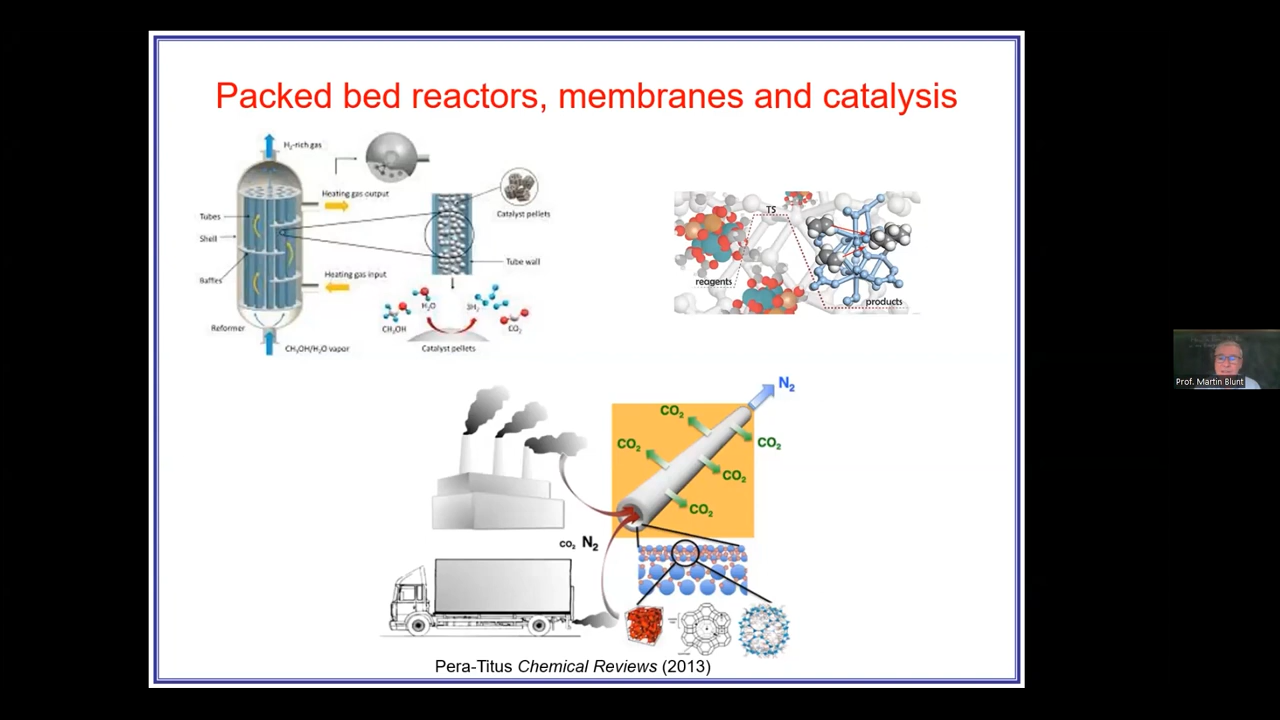 Packed bed reactors, membranes and catalysis
H2-rich gas
Heating gas output
Catalyst pellets
Tubes
Shell
Baffles
Tube wall
Heating gas input
H2O
3H2
CH3OH
CO2
Reformer
CH3OH/H2O vapor
Catalyst pellets
TS
reagents
products
N2
CO2
CO2
CO2
CO2
CO2
CO2 N2
Pera-Titus Chemical Reviews (2013)
Prof. Martin Blunt